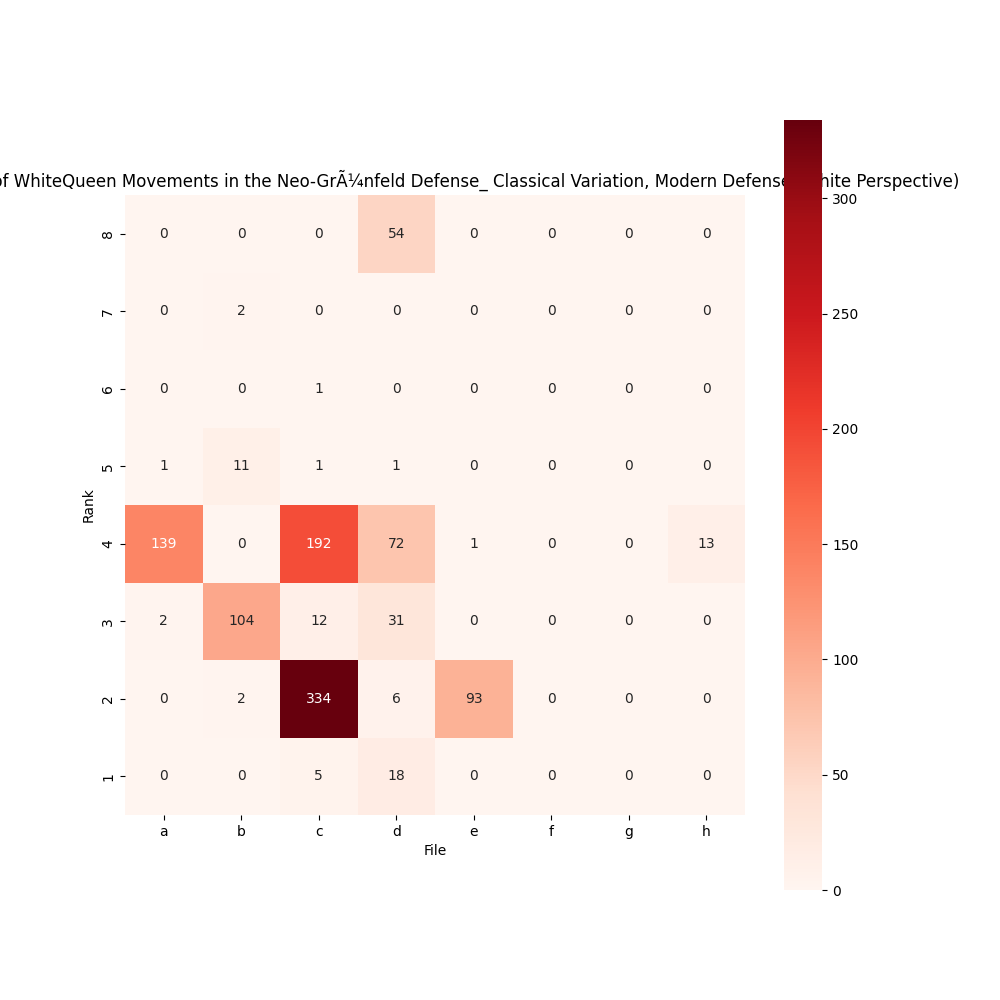 of WhiteQueen Movements in the Neo-GrÃ¼nfeld Defense_ Classical Variation, Modern Defense hite Perspective)
8 0 0 0 54 0 0 0 0
7 0 2 0 0 0 0 0 0
6 0 0 1 0 0 0 0 0
5 1 11 1 1 0 0 0 0
4 139 0 192 72 1 0 0 13
3 2 104 12 31 0 0 0 0
2 0 2 334 6 93 0 0 0
1 0 0 5 18 0 0 0 0
a b c d e f g h
File
Rank
300
250
200
150
100
50
0